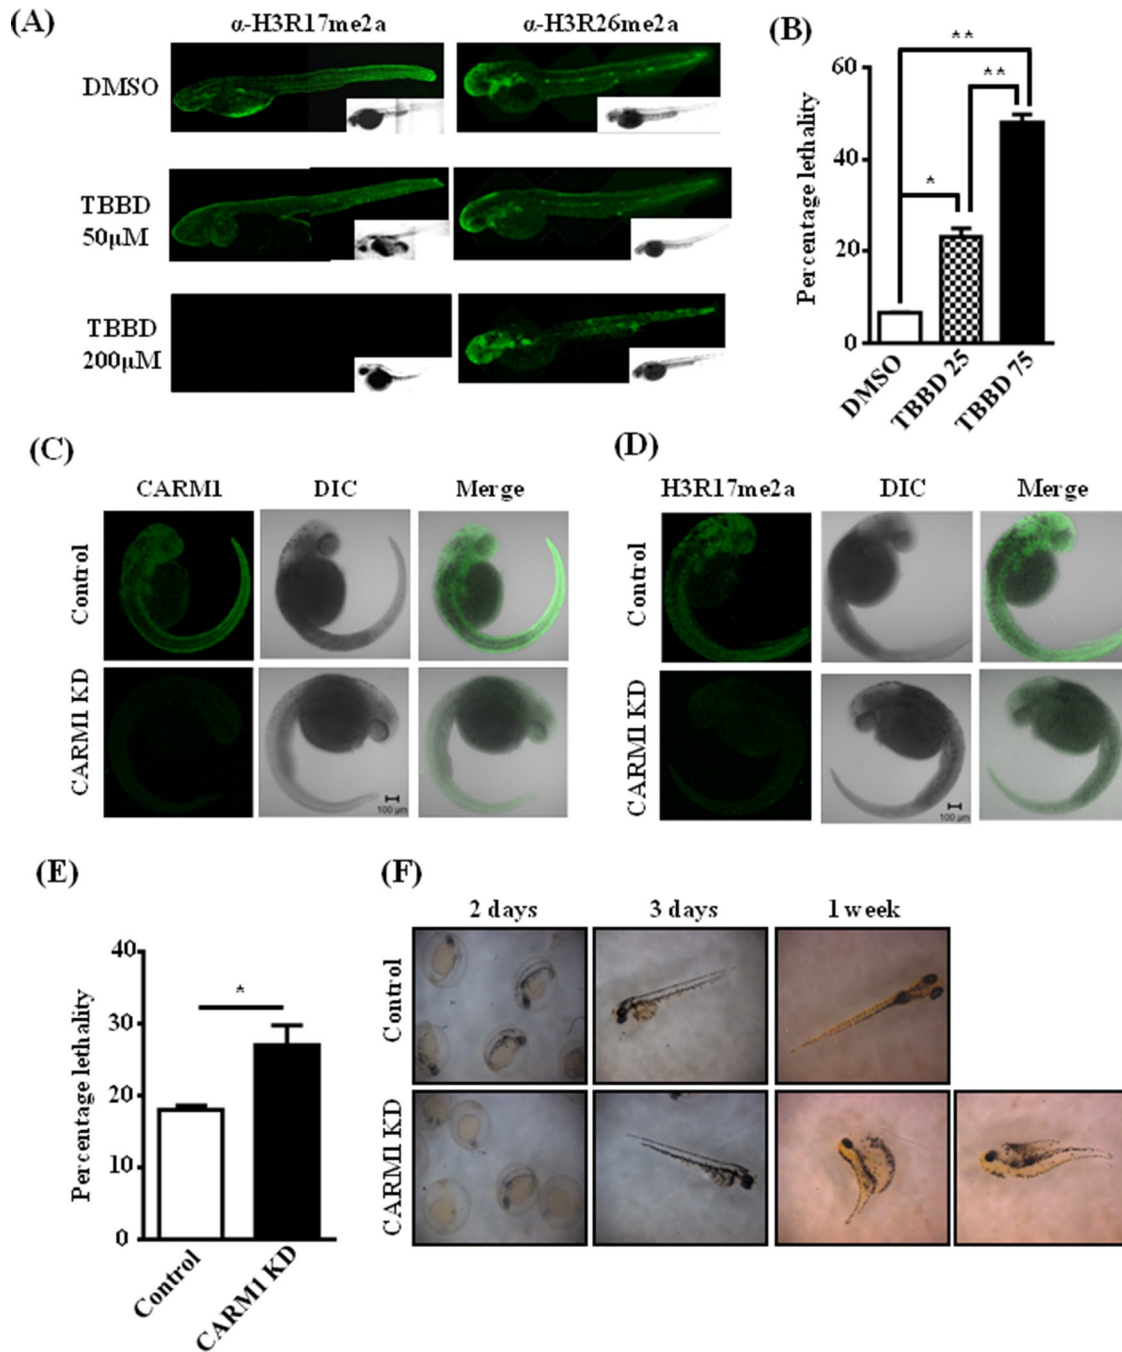 (A)
α-H3R17me2a
α-H3R26me2a
DMSO
TBBD
50μM
TBBD
200μM
(B)
Percentage lethality
60
40
20
0
**
**
*
DMSO
TBBD 25
TBBD 75
(C)
CARM1
DIC
Merge
Control
CARM1 KD
100 μm
(D)
H3R17me2a
DIC
Merge
Control
CARM1 KD
100 μm
(E)
Percentage lethality
40
30
20
10
0
*
Control
CARM1 KD
(F)
2 days
3 days
1 week
Control
CARM1 KD